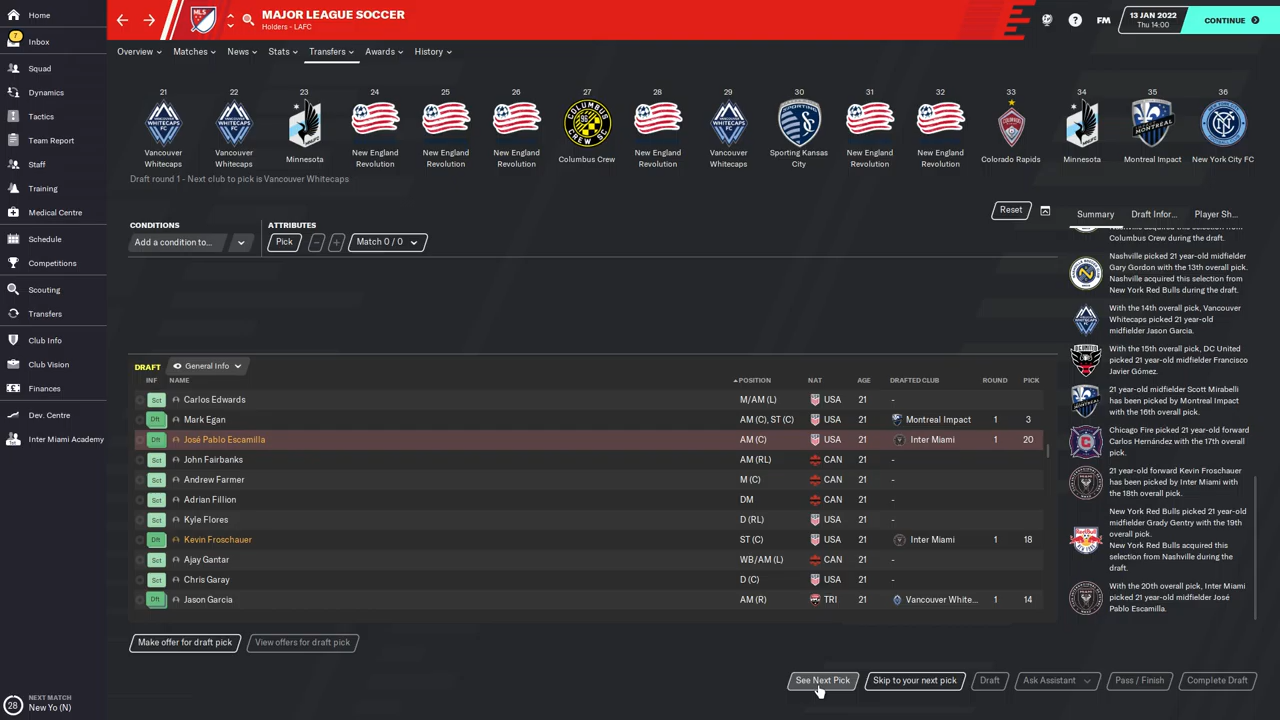 Home
7
Inbox
Squad
Dynamics
Tactics
Team Report
Staff
Training
Medical Centre
Schedule
Competitions
Scouting
Transfers
Club Info
Club Vision
Finances
Dev. Centre
Inter Miami Academy
28
NEXT MATCH
New Yo (N)
MLS
MAJOR LEAGUE SOCCER
Holders - LAFC
FM
13 JAN 2022
Thu 14:00
CONTINUE
Overview Matches News Stats Transfers Awards History
21 22 23 24 25 26 27 28 29 30 31 32 33 34 35 36
Vancouver Whitecaps
Vancouver Whitecaps
Minnesota
New England Revolution
New England Revolution
New England Revolution
Columbus Crew
New England Revolution
Vancouver Whitecaps
Sporting Kansas City
New England Revolution
New England Revolution
Colorado Rapids
Minnesota
Montreal Impact
New York City FC
Draft round 1 - Next club to pick is Vancouver Whitecaps
Reset
CONDITIONS
Add a condition to...
ATTRIBUTES
Pick
Match 0 / 0
DRAFT General Info
INF NAME POSITION NAT AGE DRAFTED CLUB ROUND PICK
Sct Carlos Edwards M/AM (L) USA 21 -
Dft Mark Egan AM (C), ST (C) USA 21 Montreal Impact 1 3
Dft José Pablo Escamilla AM (C) USA 21 Inter Miami 1 20
Sct John Fairbanks AM (RL) CAN 21 -
Sct Andrew Farmer M (C) CAN 21 -
Sct Adrian Fillion DM CAN 21 -
Sct Kyle Flores D (RL) USA 21 -
Dft Kevin Froschauer ST (C) USA 21 Inter Miami 1 18
Sct Ajay Gantar WB/AM (L) CAN 21 -
Sct Chris Garay D (C) USA 21 -
Dft Jason Garcia AM (R) TRI 21 Vancouver White... 1 14
Make offer for draft pick
View offers for draft pick
Summary Draft Infor... Player Sh...
Columbus Crew during the draft.
Nashville picked 21 year-old midfielder
Gary Gordon with the 13th overall pick.
Nashville acquired this selection from
New York Red Bulls during the draft.
With the 14th overall pick, Vancouver
Whitecaps picked 21 year-old
midfielder Jason Garcia.
With the 15th overall pick, DC United
picked 21 year-old midfielder Francisco
Javier Gómez.
21 year-old midfielder Scott Mirabelli
has been picked by Montreal Impact
with the 16th overall pick.
Chicago Fire picked 21 year-old forward
Carlos Hernández with the 17th overall
pick.
21 year-old forward Kevin Froschauer
has been picked by Inter Miami with
the 18th overall pick.
New York Red Bulls picked 21 year-old
midfielder Grady Gentry with the 19th
overall pick.
New York Red Bulls acquired this
selection from Nashville during the
draft.
With the 20th overall pick, Inter Miami
picked 21 year-old midfielder José
Pablo Escamilla.
See Next Pick
Skip to your next pick
Draft
Ask Assistant
Pass / Finish
Complete Draft